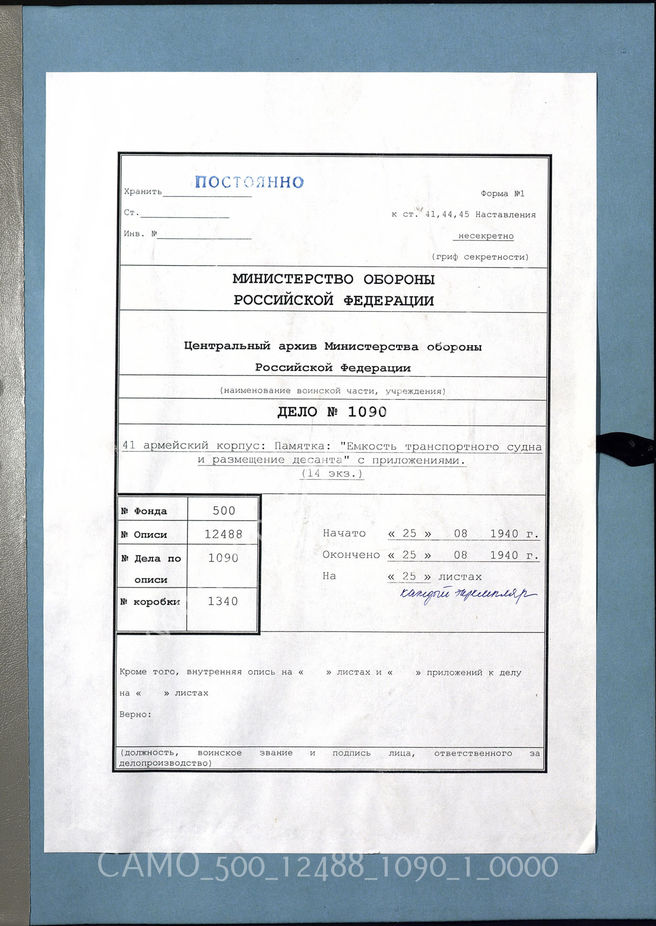 ПОСТОЯННО
Хранить
Форма №1
Ст.
к ст. 41,44,45 Наставления
Инв. №
несекретно
(гриф секретности)
МИНИСТЕРСТВО ОБОРОНЫ
РОССИЙСКОЙ ФЕДЕРАЦИИ
Центральный архив Министерства обороны
Российской Федерации
(наименование воинской части, учреждения)
ДЕЛО № 1090
41 армейский корпус: Памятка: "Емкость транспортного судна
и размещение десанта" с приложениями.
(14 экз.)
№ Фонда 500
№ Описи 12488
№ Дела по 1090
описи
№ коробки 1340
Начато « 25 » 08 1940 г.
Окончено « 25 » 08 1940 г.
На « 25 » листах
каждый экземпляр
Кроме того, внутренняя опись на « » листах и « » приложений к делу
на « » листах
Верно:
(должность, воинское звание и подпись лица, ответственного за
делопроизводство)
CAMO_500_12488_1090_1_0000